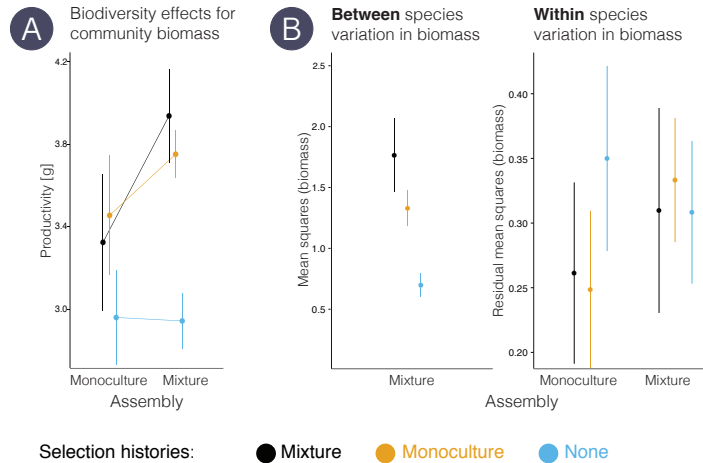 A
Biodiversity effects for
community biomass
4.2
3.8
3.4
3.0
Productivity [g]
Monoculture
Mixture
Assembly
B
Between species
variation in biomass
2.5
2.0
1.5
1.0
0.5
Mean squares (biomass)
Mixture
Within species
variation in biomass
0.40
0.35
0.30
0.25
0.20
Residual mean squares (biomass)
Monoculture
Mixture
Assembly
Selection histories:
Mixture
Monoculture
None